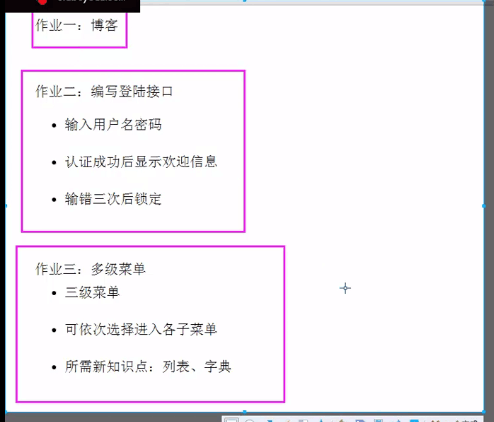 作业一：博客
作业二：编写登陆接口
输入用户名密码
认证成功后显示欢迎信息
输错三次后锁定
作业三：多级菜单
三级菜单
可依次选择进入各子菜单
所需新知识点：列表、字典